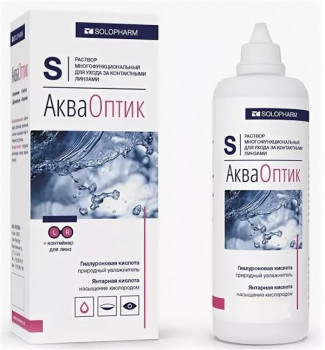 SOLOPHARM
S
РАСТВОР
МНОГОФУНКЦИОНАЛЬНЫЙ
ДЛЯ УХОДА ЗА КОНТАКТНЫМИ
ЛИНЗАМИ
АкваОптик
L R
+ контейнер
для линз
Гиалуроновая кислота
природный увлажнитель
Янтарная кислота
насыщение кислородом
SOLOPHARM
S
РАСТВОР
МНОГОФУНКЦИОНАЛЬНЫЙ
ДЛЯ УХОДА ЗА КОНТАКТНЫМИ
ЛИНЗАМИ
АкваОптик
Гиалуроновая кислота
природный увлажнитель
Янтарная кислота
насыщение кислородом